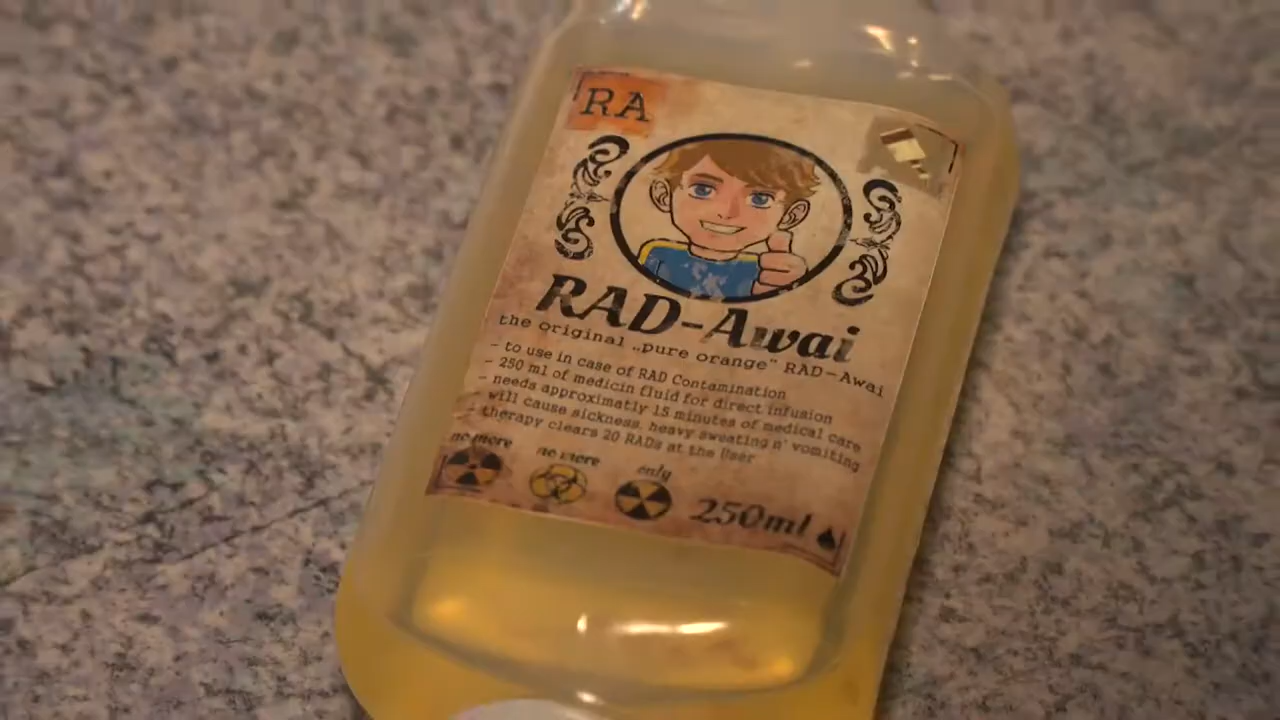 RA
RAD-Awai
the original „pure orange" RAD-Awai
- to use in case of RAD Contamination
- 250 ml of medicin fluid for direct infusion
- needs approximatly 15 minutes of medical care
will cause sickness, heavy sweating n' vomiting
- therapy clears 20 RADs at the User
no more
no more
only
250ml